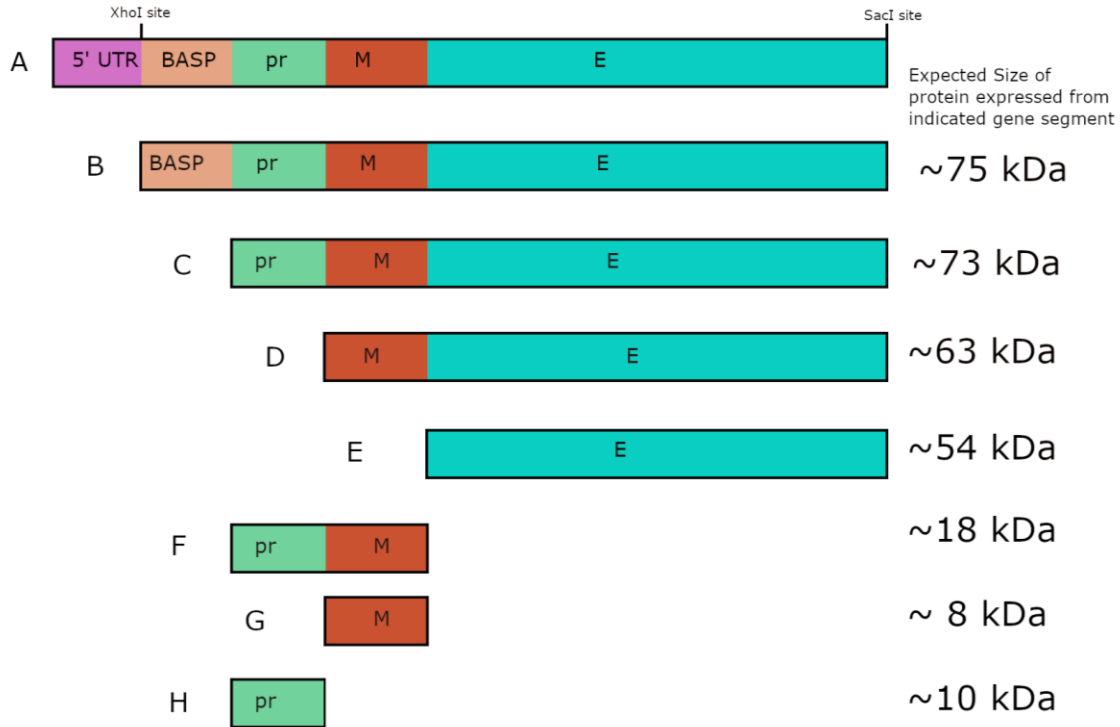 XhoI site
SacI site
A 5' UTR BASP pr M E
Expected Size of
protein expressed from
indicated gene segment
B BASP pr M E ~75 kDa
C pr M E ~73 kDa
D M E ~63 kDa
E E ~54 kDa
F pr M ~18 kDa
G M ~ 8 kDa
H pr ~10 kDa